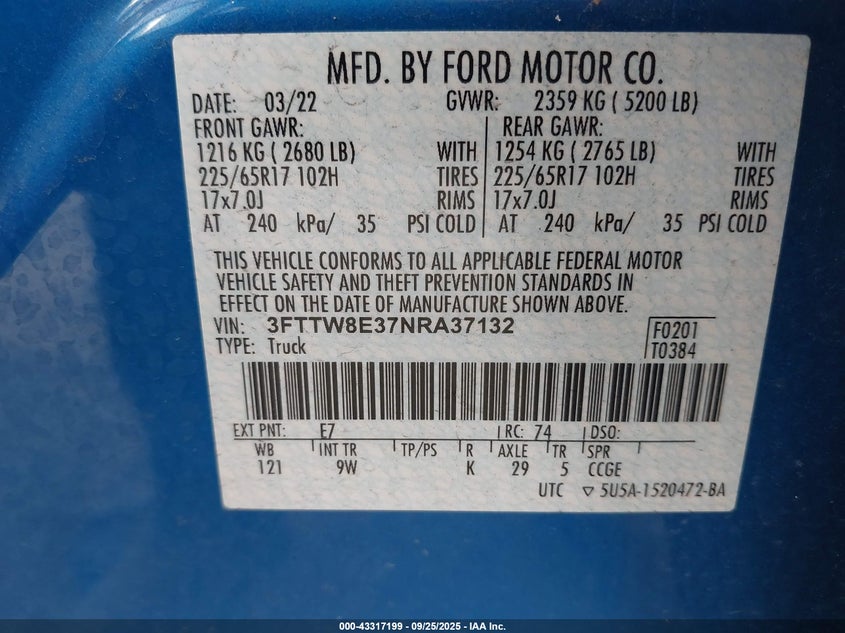 MFD. BY FORD MOTOR CO.
DATE: 03/22 GVWR: 2359 KG ( 5200 LB)
FRONT GAWR: REAR GAWR:
1216 KG ( 2680 LB) WITH 1254 KG ( 2765 LB) WITH
225/65R17 102H TIRES 225/65R17 102H TIRES
17x7.0J RIMS 17x7.0J RIMS
AT 240 kPa/ 35 PSI COLD AT 240 kPa/ 35 PSI COLD
THIS VEHICLE CONFORMS TO ALL APPLICABLE FEDERAL MOTOR
VEHICLE SAFETY AND THEFT PREVENTION STANDARDS IN
EFFECT ON THE DATE OF MANUFACTURE SHOWN ABOVE.
VIN: 3FTTW8E37NRA37132 F0201
TYPE: Truck T0384
EXT PNT: E7 RC: 74 DSO:
WB INT TR TP/PS R AXLE TR SPR
121 9W K 29 5 CCGE
UTC ▽ 5U5A-1520472-BA
000-43317199 - 09/25/2025 - IAA Inc.